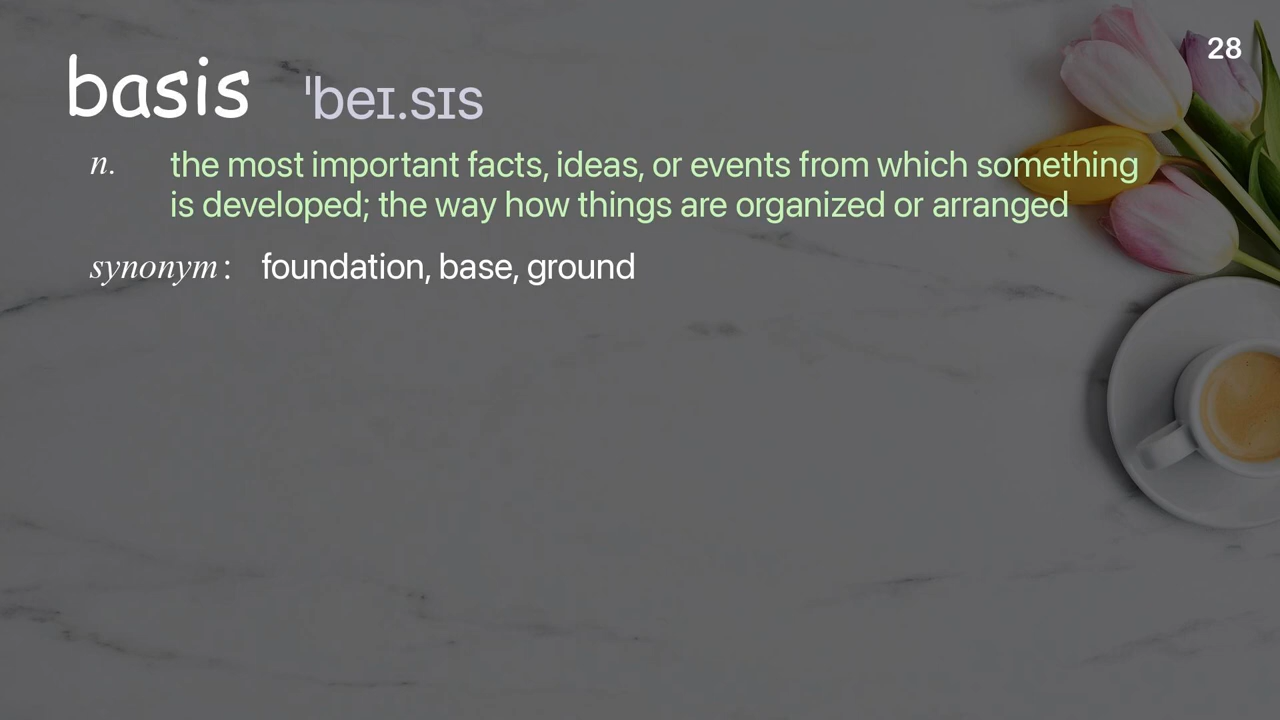 28
basis ˈbeɪ.sɪs
n. the most important facts, ideas, or events from which something
is developed; the way how things are organized or arranged
synonym: foundation, base, ground